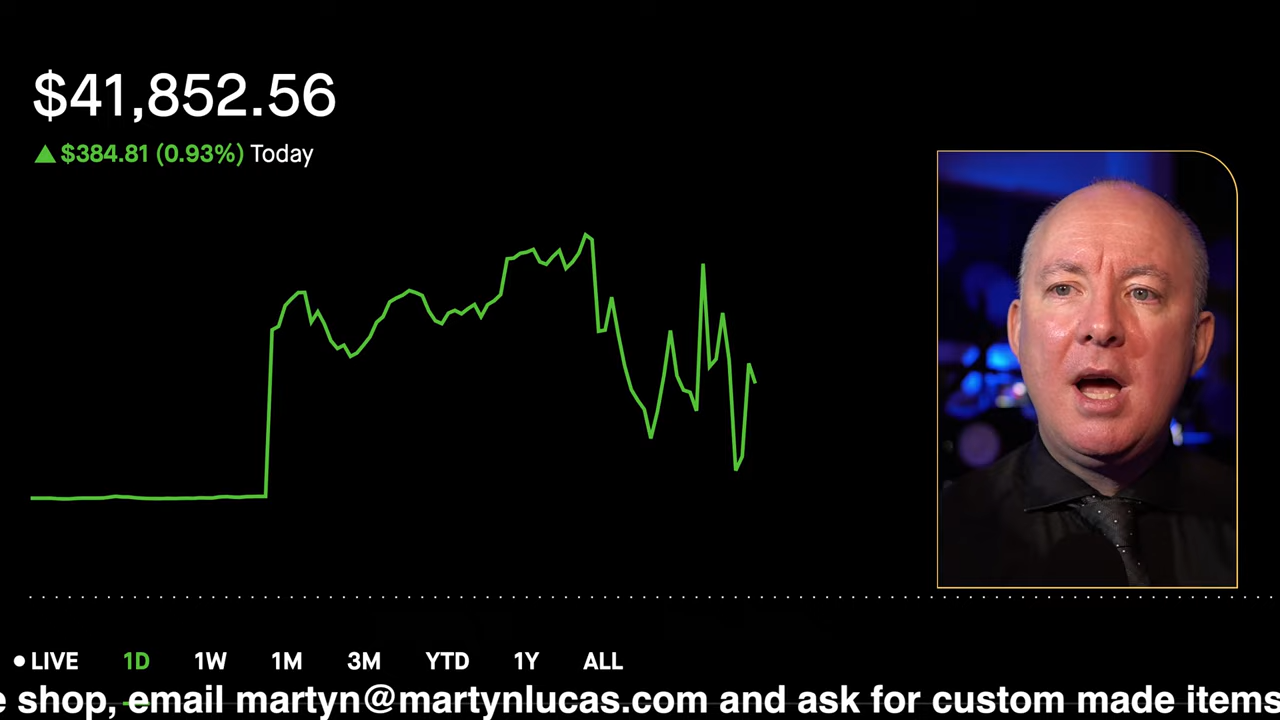 $41,852.56
▲ $384.81 (0.93%) Today
LIVE 1D 1W 1M 3M YTD 1Y ALL
shop, email martyn@martynlucas.com and ask for custom made items